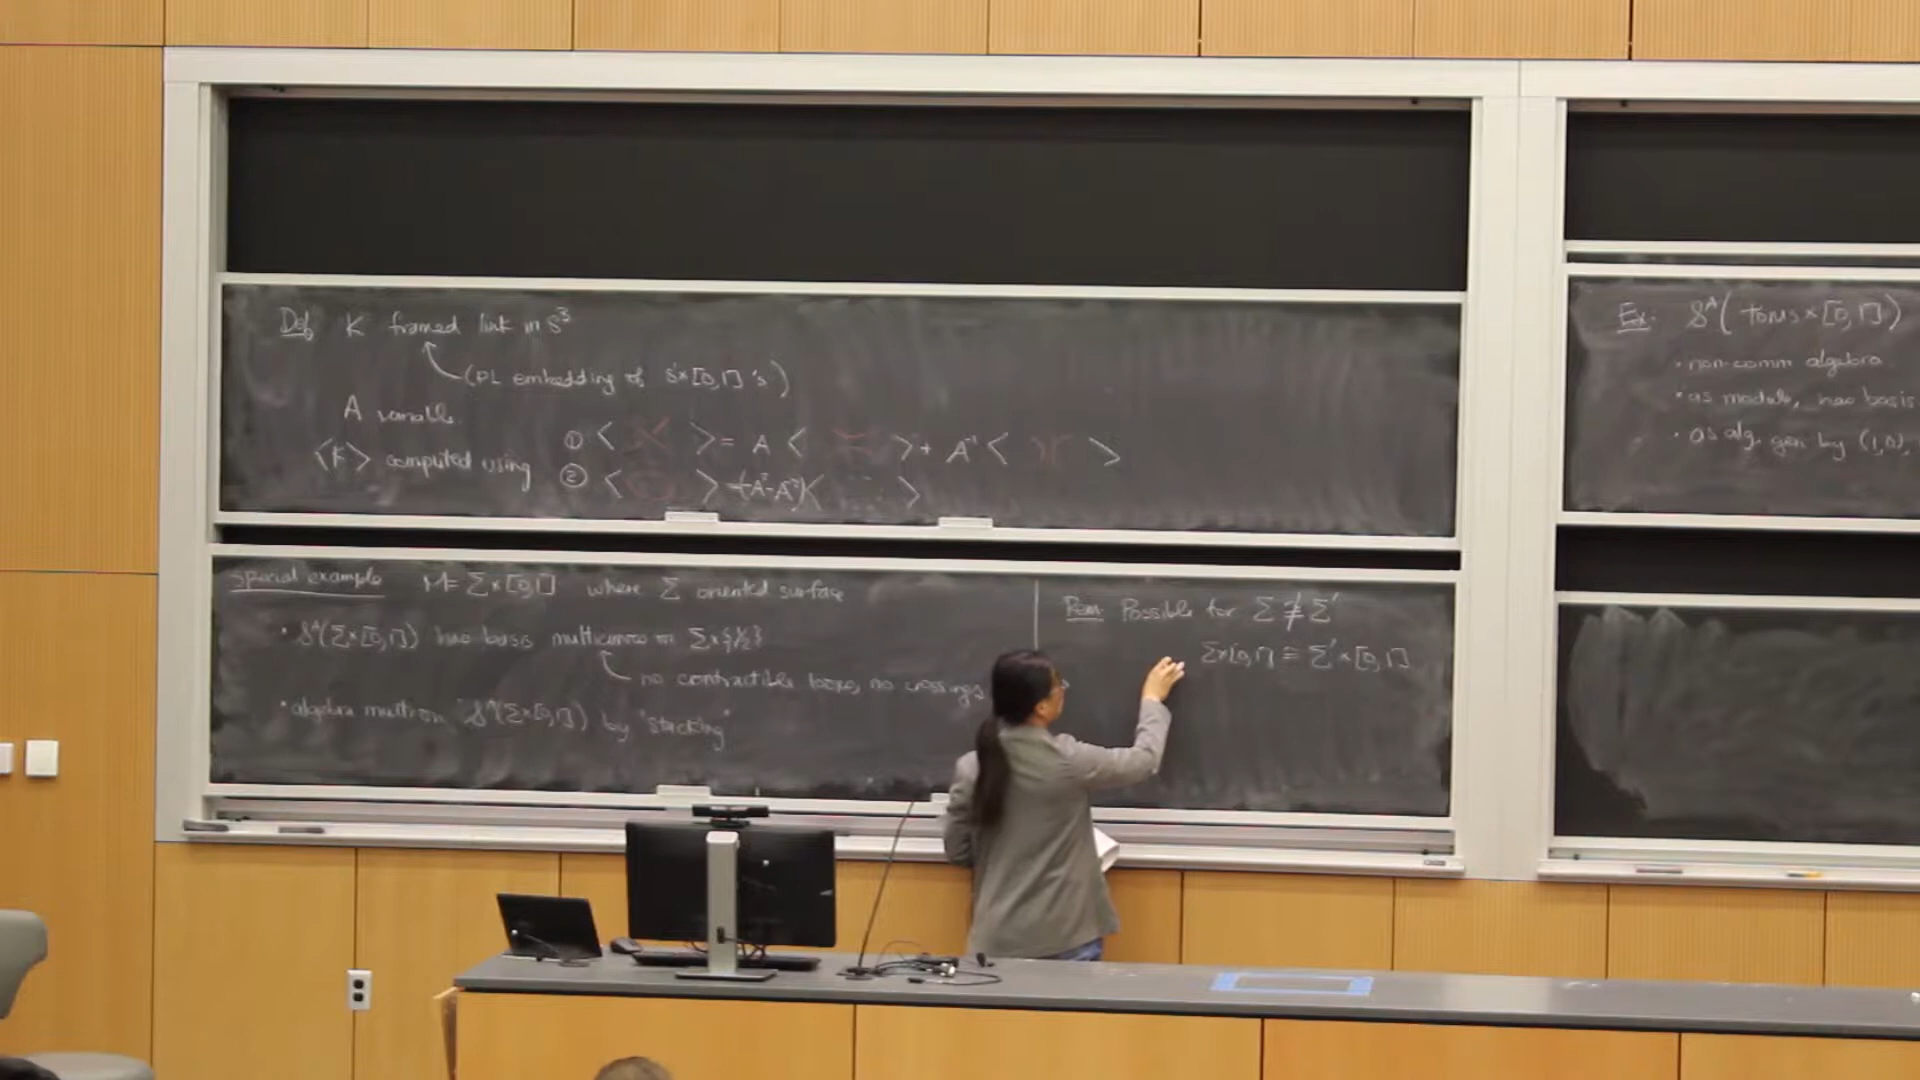 Def K framed link in S³
(PL embedding of S¹×[0,1]'s)
A variable
<K> computed using ① < > = A < > + A⁻¹ < >
② < > = (-A²-A⁻²) < >
special example M = Σ×[0,1] where Σ oriented surface
• S^A(Σ×[0,1]) has basis multicurves on Σ×{1/2}
no contractible loops, no crossings
• algebra mult on S^A(Σ×[0,1]) by "stacking"
Rem: Possible for Σ ≇ Σ'
Σ×[0,1] ≅ Σ'×[0,1]
Ex: S^A( torus×[0,1])
• non-comm algebra
• as module, has basis
• as alg. gen by (1,0),